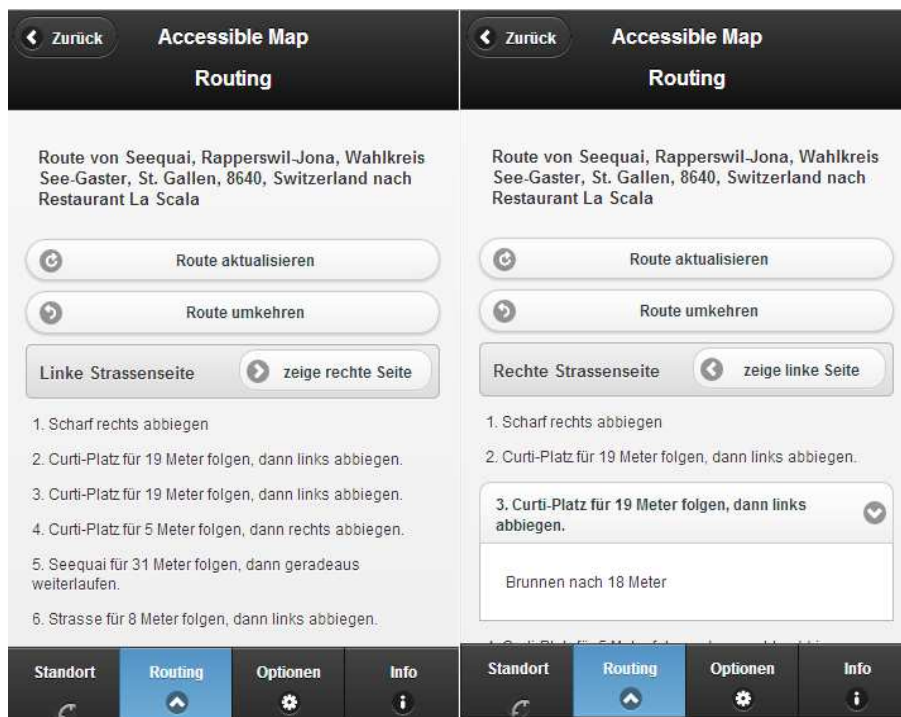 Zurück
Accessible Map
Routing
Route von Seequai, Rapperswil-Jona, Wahlkreis
See-Gaster, St. Gallen, 8640, Switzerland nach
Restaurant La Scala
Route aktualisieren
Route umkehren
Linke Strassenseite
zeige rechte Seite
1. Scharf rechts abbiegen
2. Curti-Platz für 19 Meter folgen, dann links abbiegen.
3. Curti-Platz für 19 Meter folgen, dann links abbiegen.
4. Curti-Platz für 5 Meter folgen, dann rechts abbiegen.
5. Seequai für 31 Meter folgen, dann geradeaus
weiterlaufen.
6. Strasse für 8 Meter folgen, dann links abbiegen.
Standort
Routing
Optionen
Info
Zurück
Accessible Map
Routing
Route von Seequai, Rapperswil-Jona, Wahlkreis
See-Gaster, St. Gallen, 8640, Switzerland nach
Restaurant La Scala
Route aktualisieren
Route umkehren
Rechte Strassenseite
zeige linke Seite
1. Scharf rechts abbiegen
2. Curti-Platz für 19 Meter folgen, dann links abbiegen.
3. Curti-Platz für 19 Meter folgen, dann links
abbiegen.
Brunnen nach 18 Meter
Standort
Routing
Optionen
Info